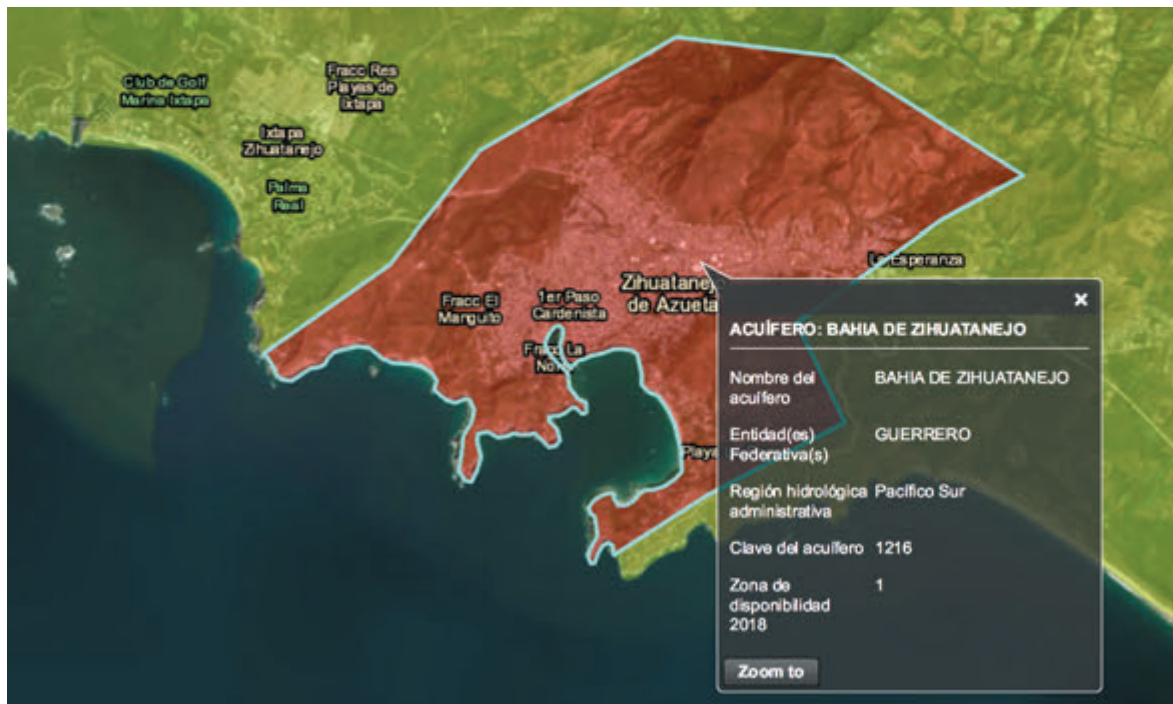 Club de Golf
Marina Ixtapa
Fracc Res
Playas de
Ixtapa
Ixtapa
Zihuatanejo
Palma
Real
La Esperanza
Zihuatanejo
de Azueta
1er Paso
Cardenista
Fracc El
Manguito
Fracc La
Playa
×
ACUÍFERO: BAHIA DE ZIHUATANEJO
Nombre del acuífero BAHIA DE ZIHUATANEJO
Entidad(es) Federativa(s) GUERRERO
Región hidrológica administrativa Pacífico Sur
Clave del acuífero 1216
Zona de disponibilidad 2018 1
Zoom to